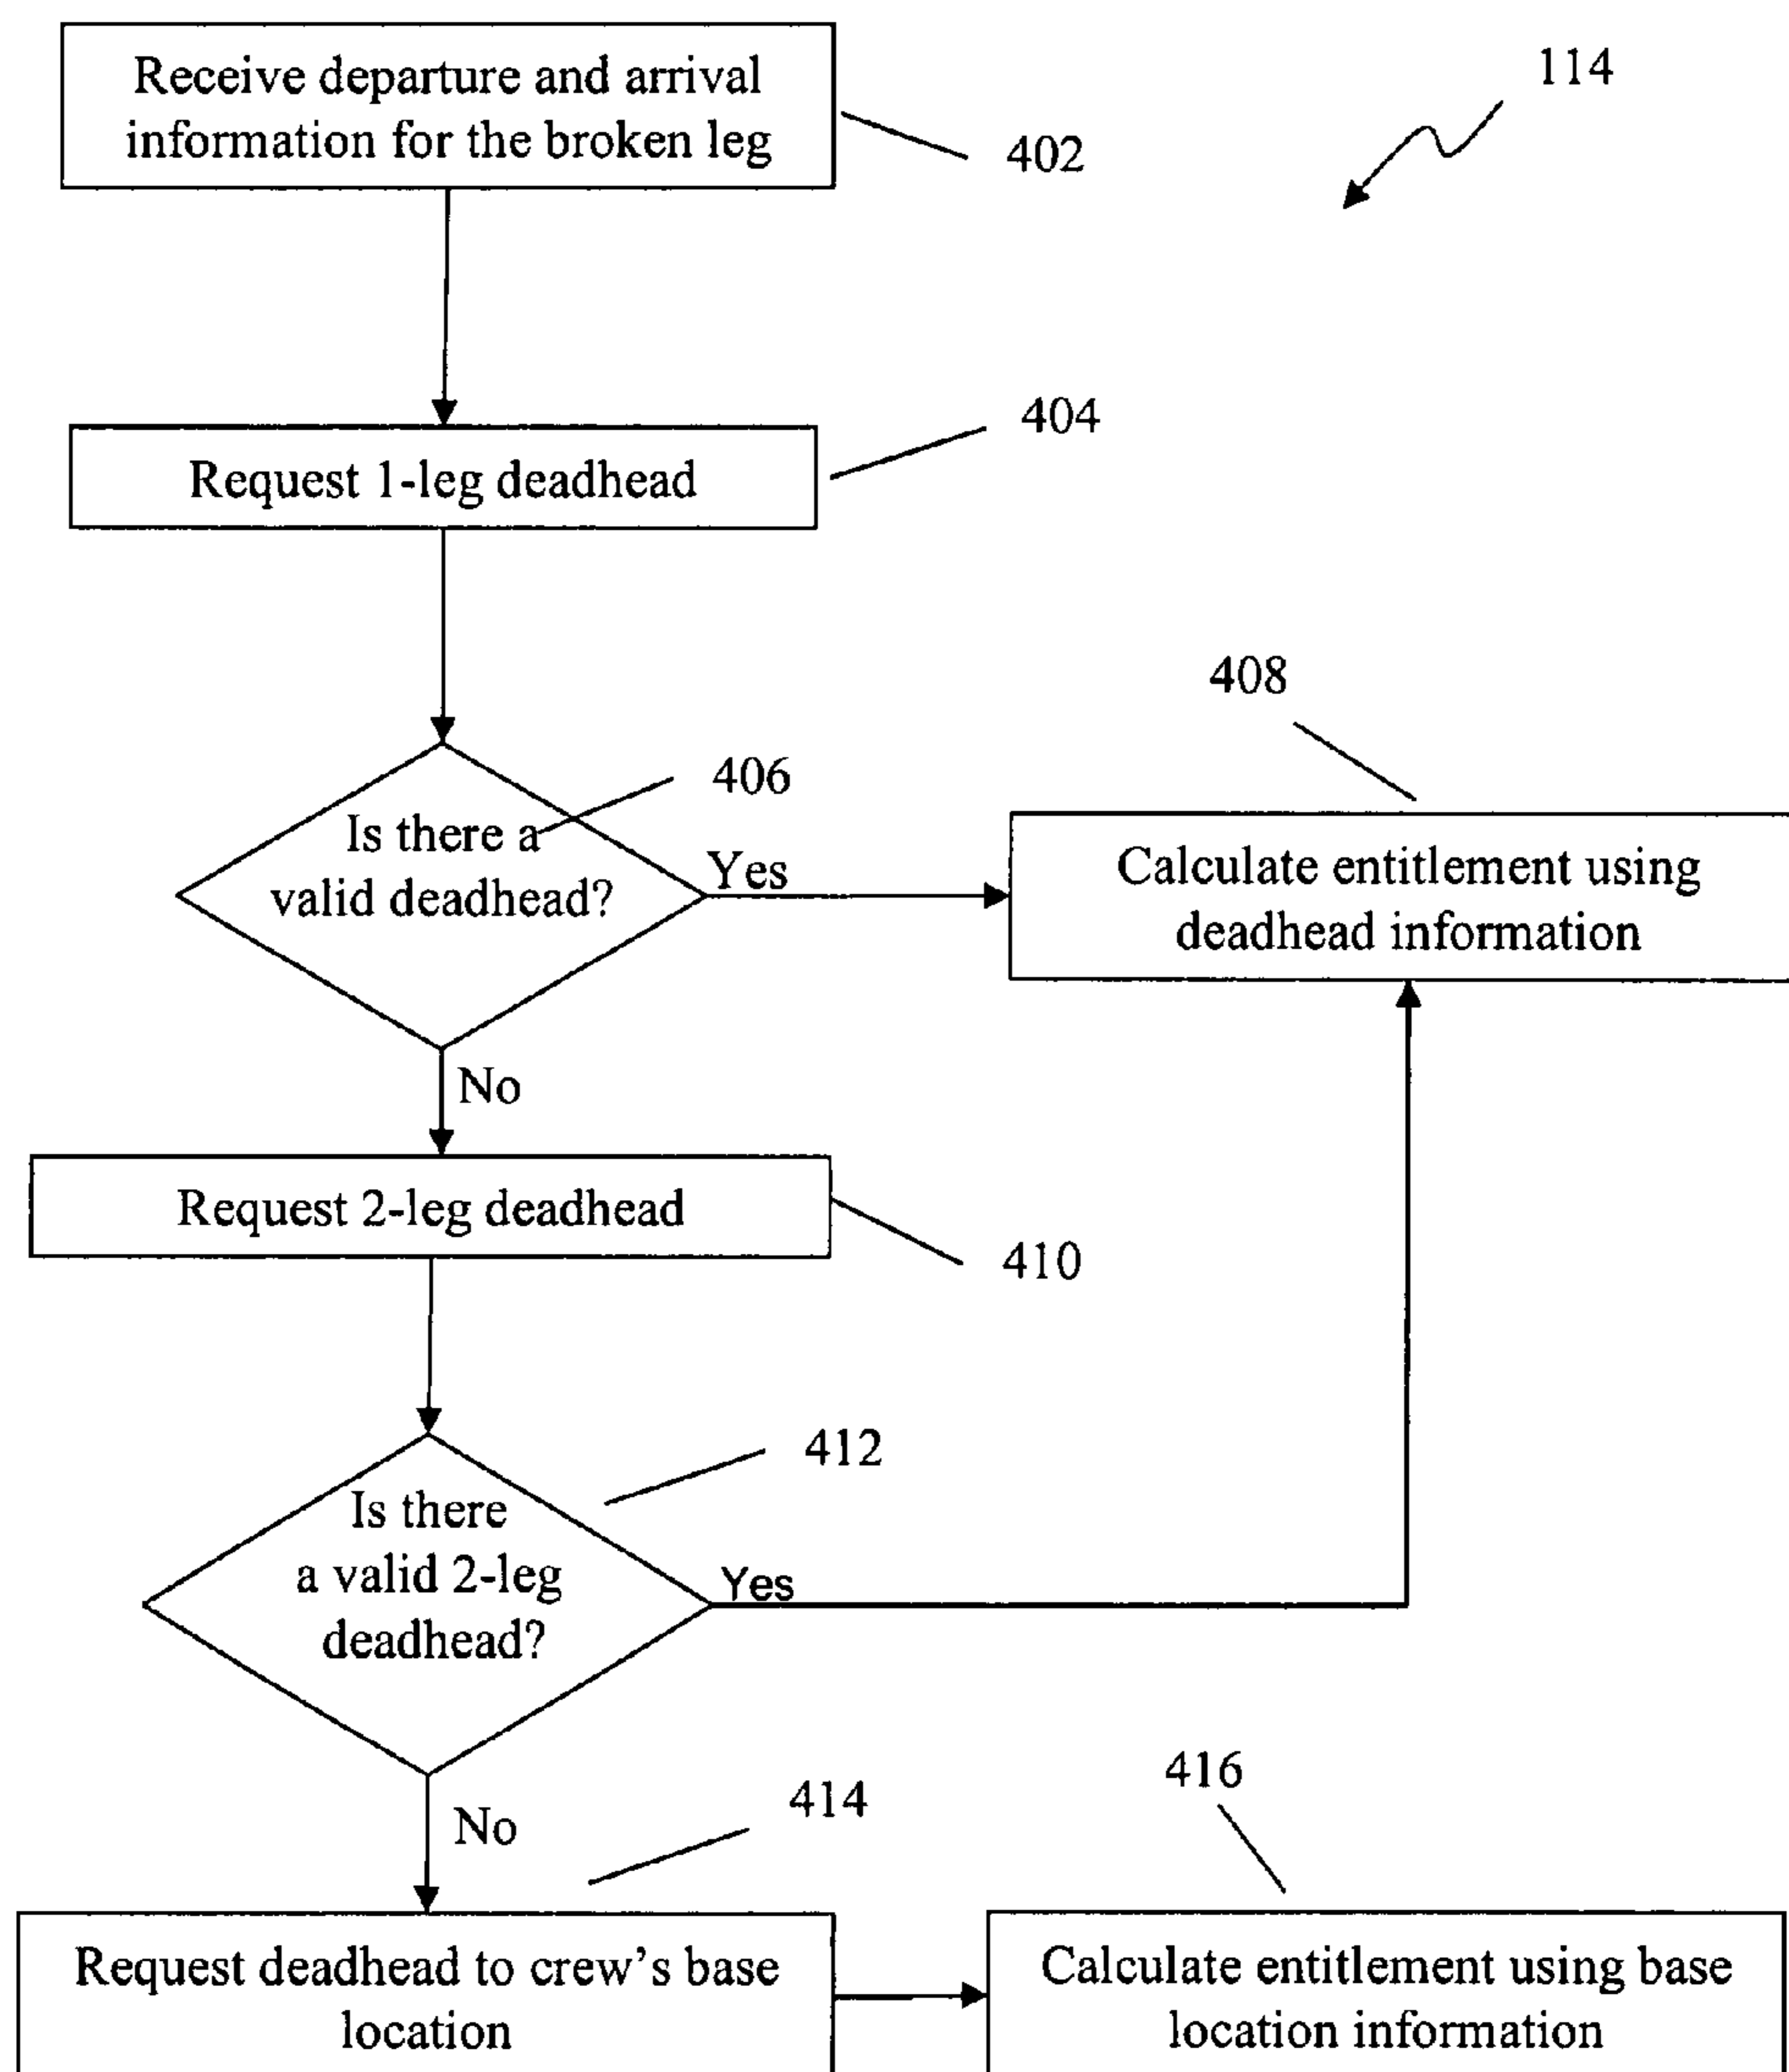 Receive departure and arrival
information for the broken leg
114
402
404
Request 1-leg deadhead
408
406
Is there a
valid deadhead?
Yes
Calculate entitlement using
deadhead information
No
Request 2-leg deadhead
410
412
Is there
a valid 2-leg
deadhead?
Yes
416
414
No
Request deadhead to crew's base
location
Calculate entitlement using base
location information